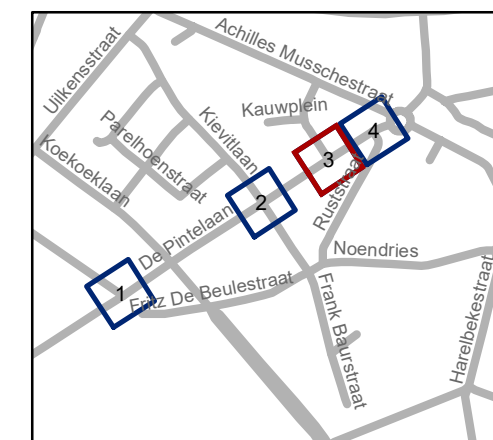 Achilles Musschestraat
Uilkensstraat
Kauwplein
Kievitlaan
4
Parelhoenstraat
3
Koekoeklaan
Ruststraat
2
De Pintelaan
Noendries
1
Fritz De Beulestraat
Frank Baurstraat
Harelbekestraat